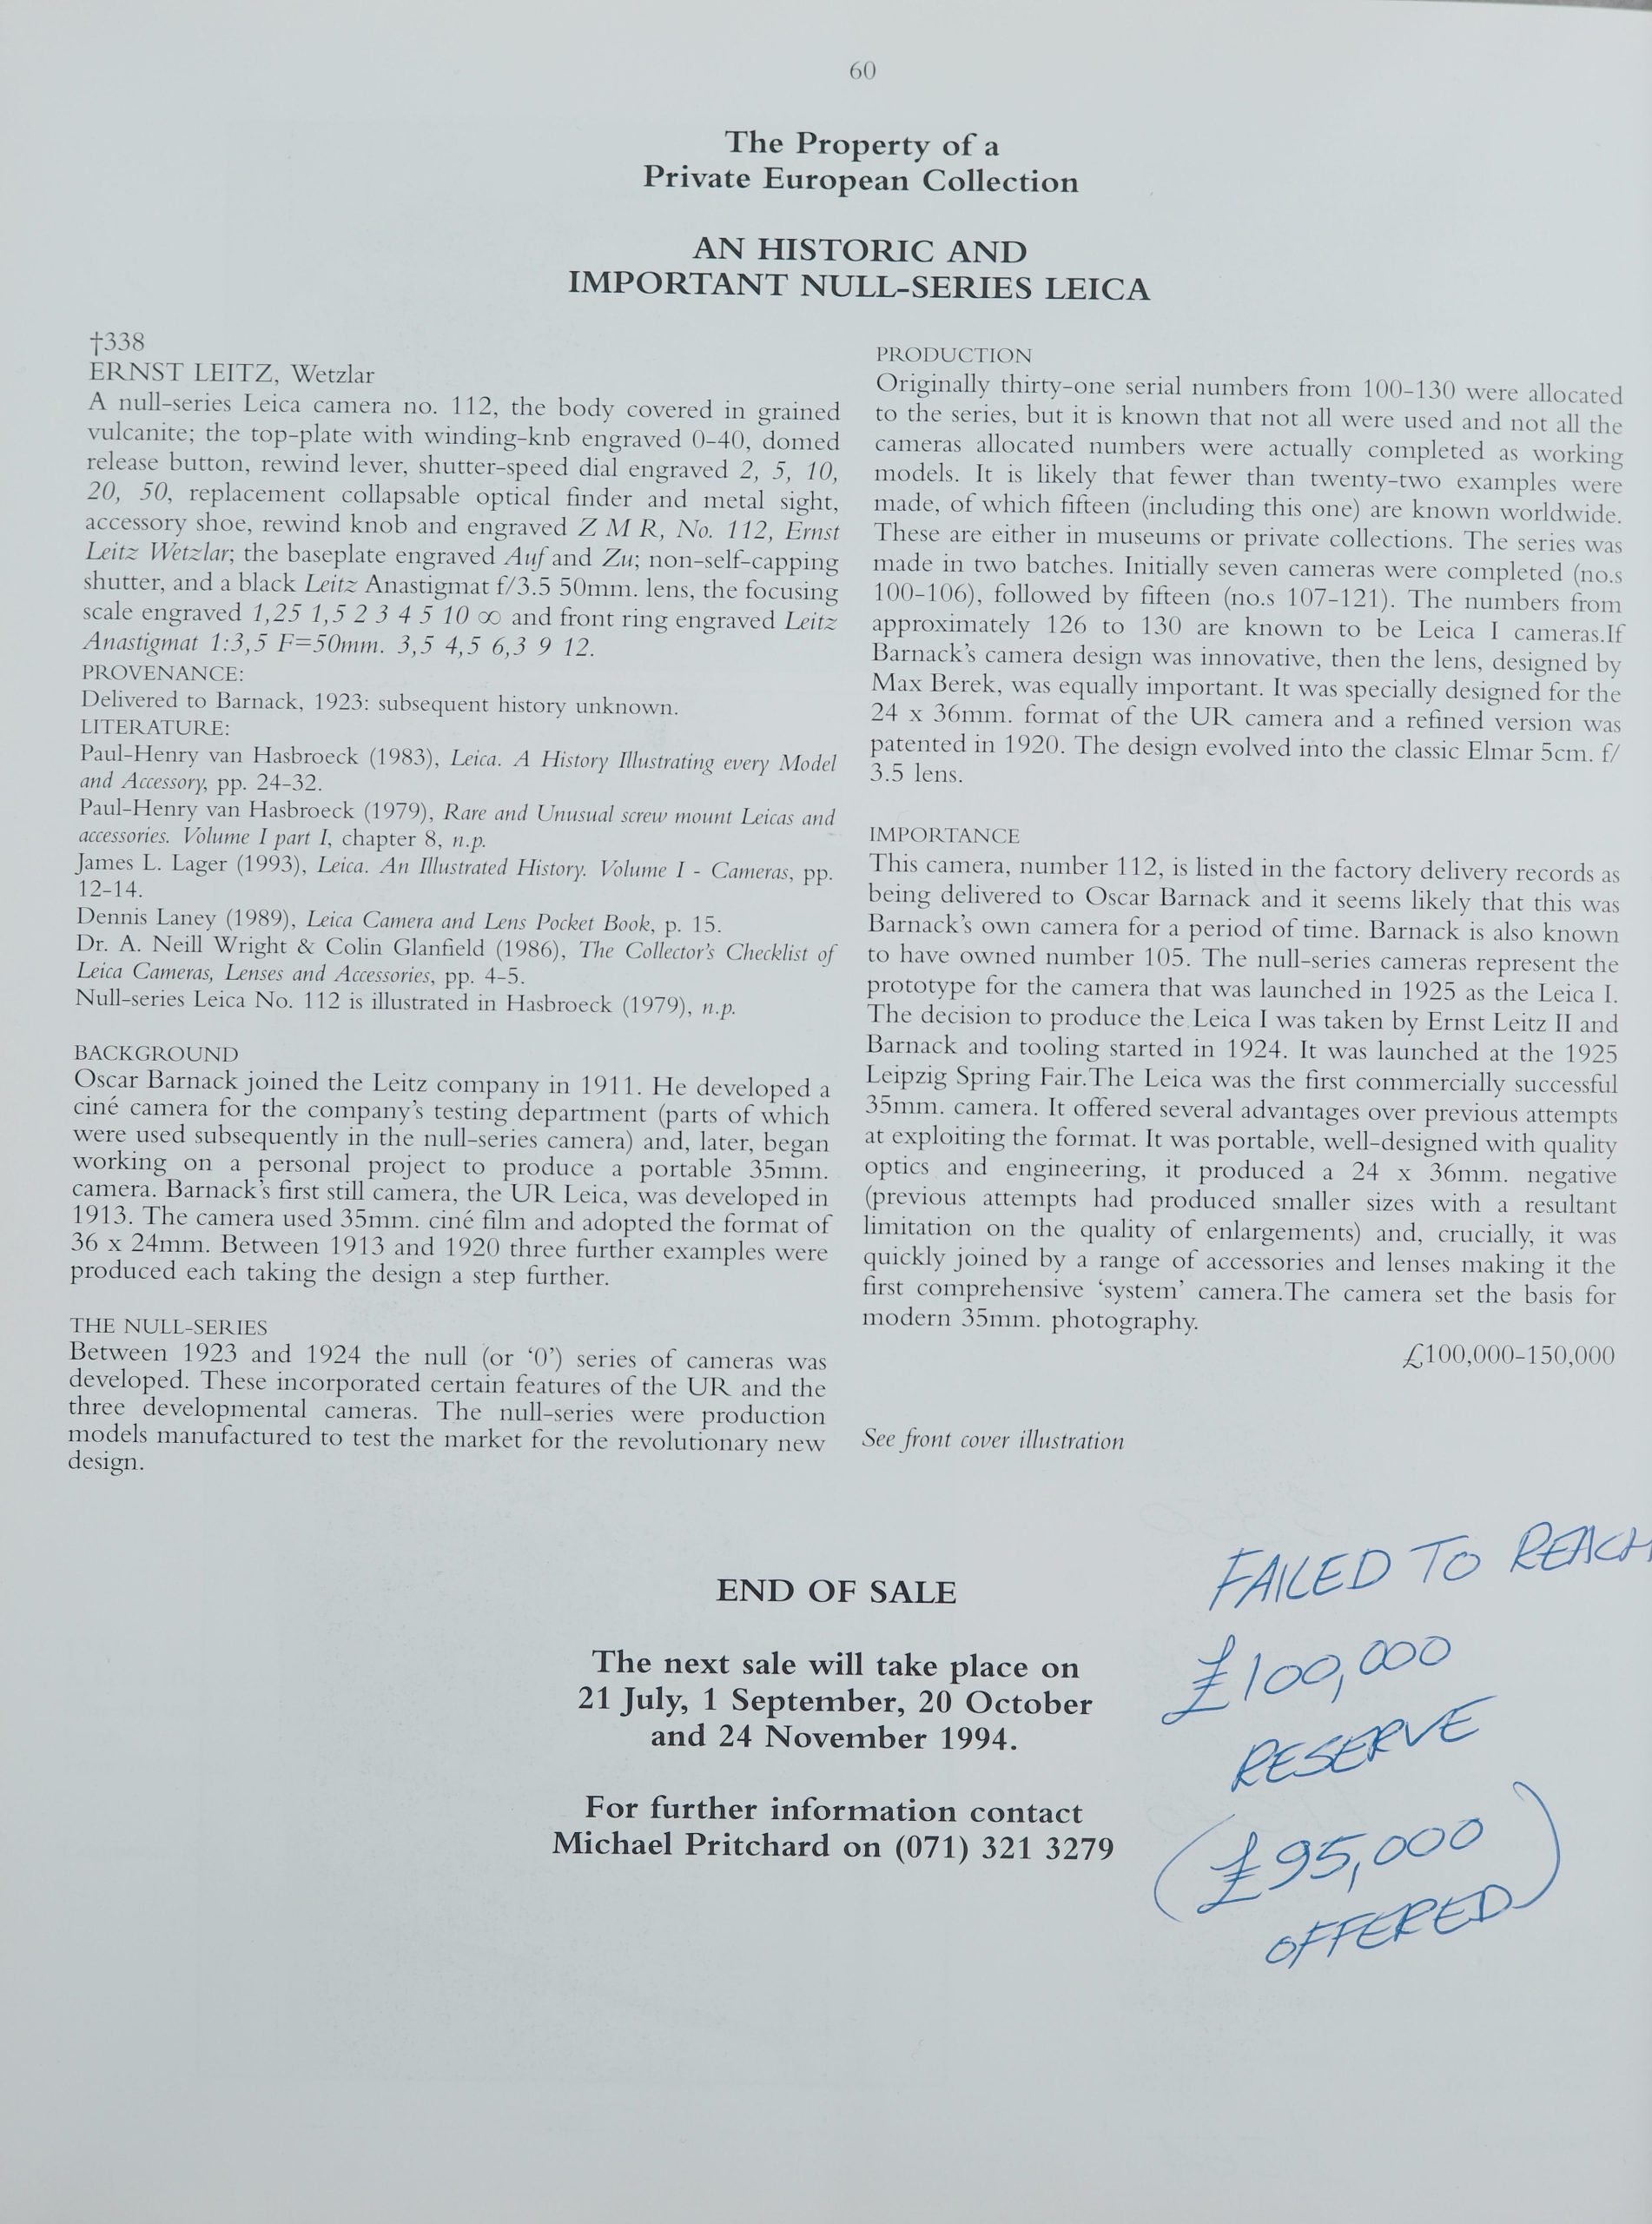 60
The Property of a
Private European Collection
AN HISTORIC AND
IMPORTANT NULL-SERIES LEICA
†338
ERNST LEITZ, Wetzlar
A null-series Leica camera no. 112, the body covered in grained
vulcanite; the top-plate with winding-knb engraved 0-40, domed
release button, rewind lever, shutter-speed dial engraved 2, 5, 10,
20, 50, replacement collapsable optical finder and metal sight,
accessory shoe, rewind knob and engraved Z M R, No. 112, Ernst
Leitz Wetzlar; the baseplate engraved Auf and Zu; non-self-capping
shutter, and a black Leitz Anastigmat f/3.5 50mm. lens, the focusing
scale engraved 1,25 1,5 2 3 4 5 10 ∞ and front ring engraved Leitz
Anastigmat 1:3,5 F=50mm. 3,5 4,5 6,3 9 12.
PROVENANCE:
Delivered to Barnack, 1923: subsequent history unknown.
LITERATURE:
Paul-Henry van Hasbroeck (1983), Leica. A History Illustrating every Model
and Accessory, pp. 24-32.
Paul-Henry van Hasbroeck (1979), Rare and Unusual screw mount Leicas and
accessories. Volume I part I, chapter 8, n.p.
James L. Lager (1993), Leica. An Illustrated History. Volume I - Cameras, pp.
12-14.
Dennis Laney (1989), Leica Camera and Lens Pocket Book, p. 15.
Dr. A. Neill Wright & Colin Glanfield (1986), The Collector's Checklist of
Leica Cameras, Lenses and Accessories, pp. 4-5.
Null-series Leica No. 112 is illustrated in Hasbroeck (1979), n.p.
BACKGROUND
Oscar Barnack joined the Leitz company in 1911. He developed a
ciné camera for the company's testing department (parts of which
were used subsequently in the null-series camera) and, later, began
working on a personal project to produce a portable 35mm.
camera. Barnack's first still camera, the UR Leica, was developed in
1913. The camera used 35mm. ciné film and adopted the format of
36 x 24mm. Between 1913 and 1920 three further examples were
produced each taking the design a step further.
THE NULL-SERIES
Between 1923 and 1924 the null (or '0') series of cameras was
developed. These incorporated certain features of the UR and the
three developmental cameras. The null-series were production
models manufactured to test the market for the revolutionary new
design.
PRODUCTION
Originally thirty-one serial numbers from 100-130 were allocated
to the series, but it is known that not all were used and not all the
cameras allocated numbers were actually completed as working
models. It is likely that fewer than twenty-two examples were
made, of which fifteen (including this one) are known worldwide.
These are either in museums or private collections. The series was
made in two batches. Initially seven cameras were completed (no.s
100-106), followed by fifteen (no.s 107-121). The numbers from
approximately 126 to 130 are known to be Leica I cameras.If
Barnack's camera design was innovative, then the lens, designed by
Max Berek, was equally important. It was specially designed for the
24 x 36mm. format of the UR camera and a refined version was
patented in 1920. The design evolved into the classic Elmar 5cm. f/
3.5 lens.
IMPORTANCE
This camera, number 112, is listed in the factory delivery records as
being delivered to Oscar Barnack and it seems likely that this was
Barnack's own camera for a period of time. Barnack is also known
to have owned number 105. The null-series cameras represent the
prototype for the camera that was launched in 1925 as the Leica I.
The decision to produce the Leica I was taken by Ernst Leitz II and
Barnack and tooling started in 1924. It was launched at the 1925
Leipzig Spring Fair.The Leica was the first commercially successful
35mm. camera. It offered several advantages over previous attempts
at exploiting the format. It was portable, well-designed with quality
optics and engineering, it produced a 24 x 36mm. negative
(previous attempts had produced smaller sizes with a resultant
limitation on the quality of enlargements) and, crucially, it was
quickly joined by a range of accessories and lenses making it the
first comprehensive 'system' camera.The camera set the basis for
modern 35mm. photography.
£100,000-150,000
See front cover illustration
END OF SALE
The next sale will take place on
21 July, 1 September, 20 October
and 24 November 1994.
For further information contact
Michael Pritchard on (071) 321 3279
FAILED TO REACH
£100,000
RESERVE
(£95,000
OFFERED)